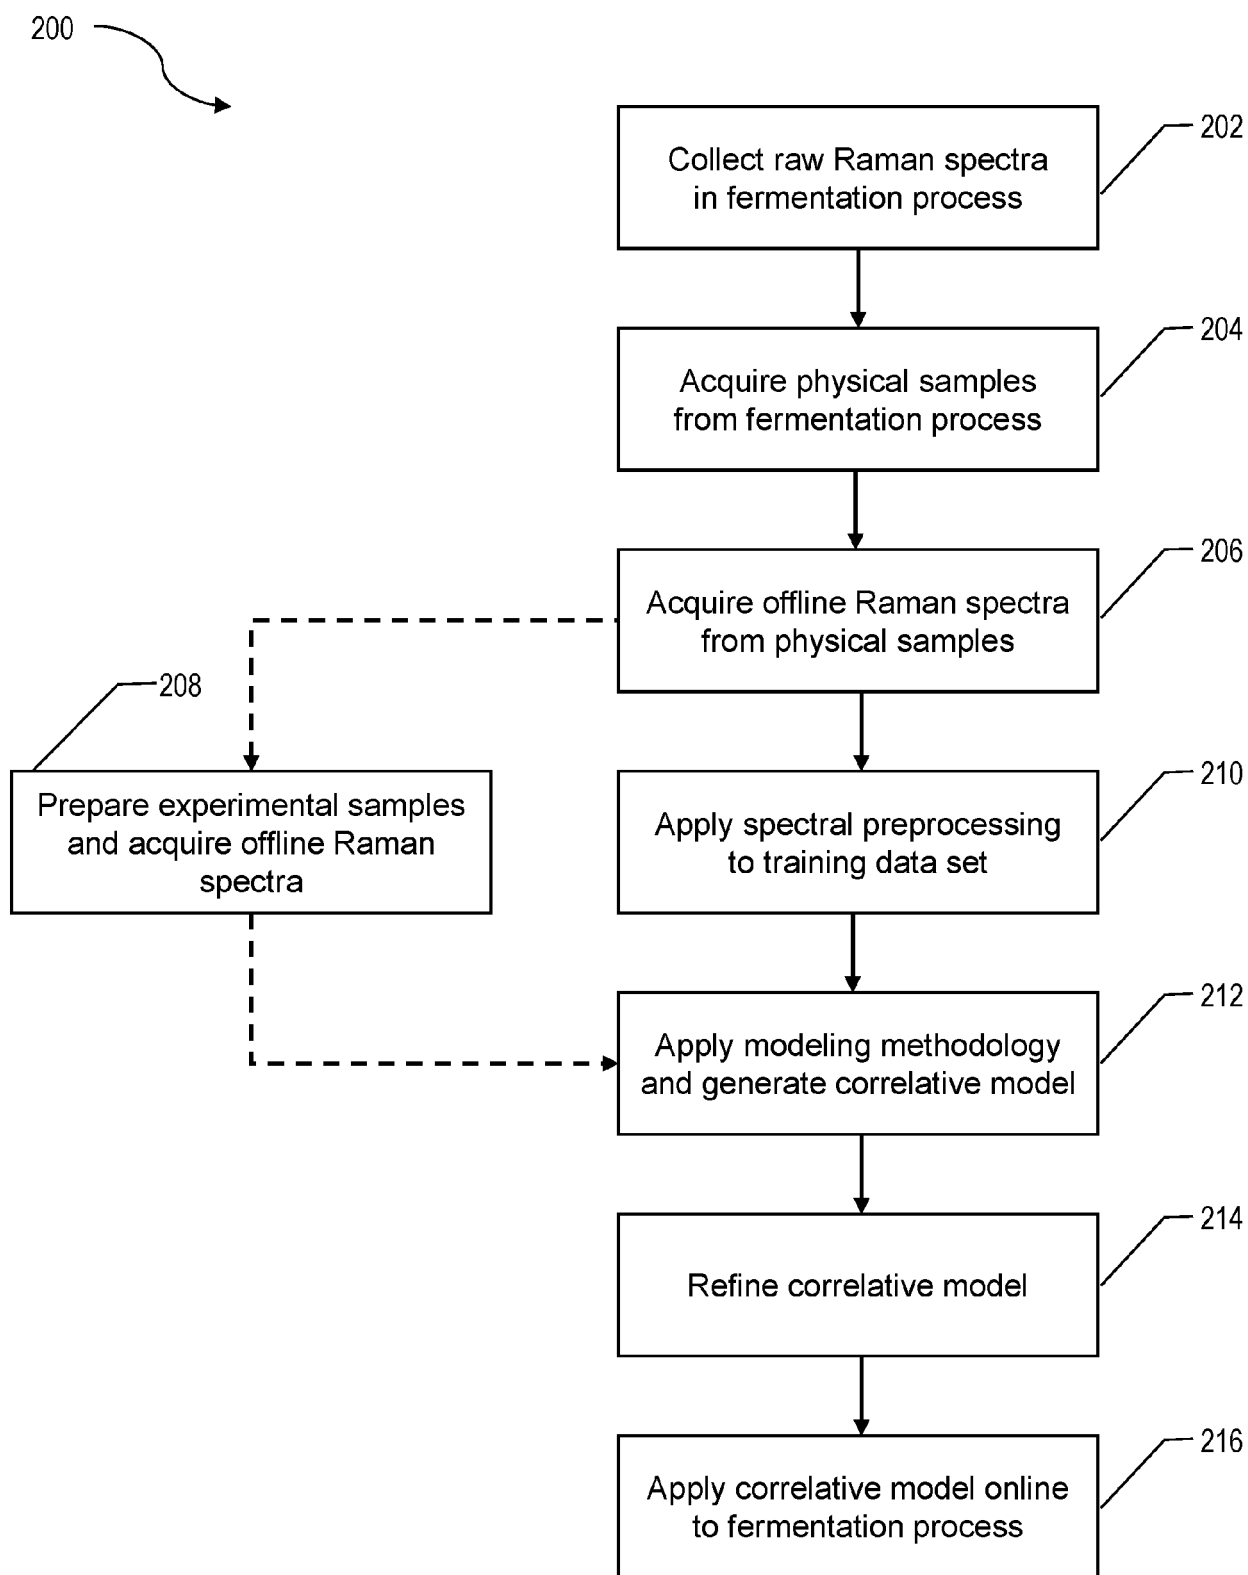 200
202
Collect raw Raman spectra
in fermentation process
204
Acquire physical samples
from fermentation process
206
Acquire offline Raman spectra
from physical samples
208
Prepare experimental samples
and acquire offline Raman
spectra
210
Apply spectral preprocessing
to training data set
212
Apply modeling methodology
and generate correlative model
214
Refine correlative model
216
Apply correlative model online
to fermentation process